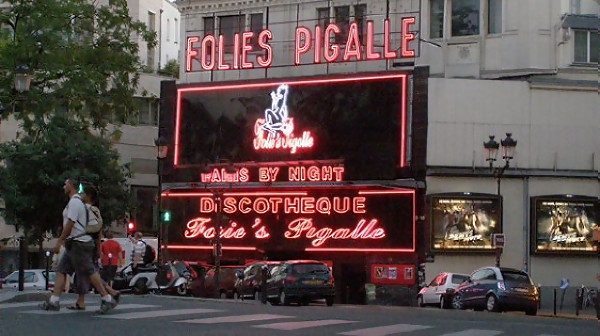 FOLIES PIGALLE
Folie's Pigalle
PARIS BY NIGHT
DISCOTHEQUE
Folie's Pigalle